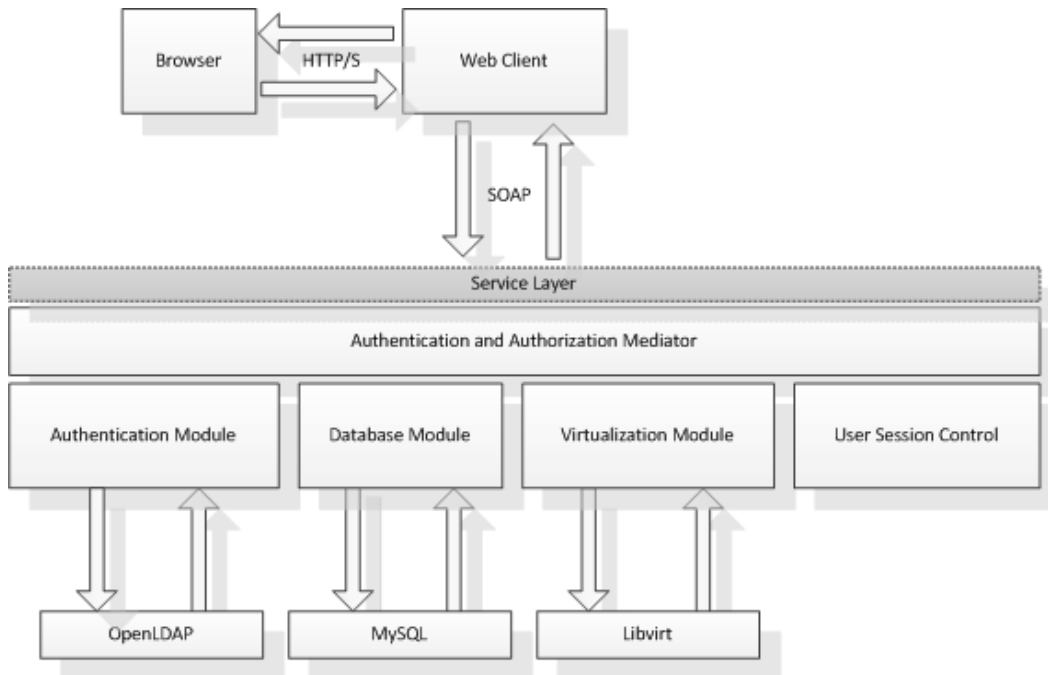 Browser
HTTP/S
Web Client
SOAP
Service Layer
Authentication and Authorization Mediator
Authentication Module
Database Module
Virtualization Module
User Session Control
OpenLDAP
MySQL
Libvirt